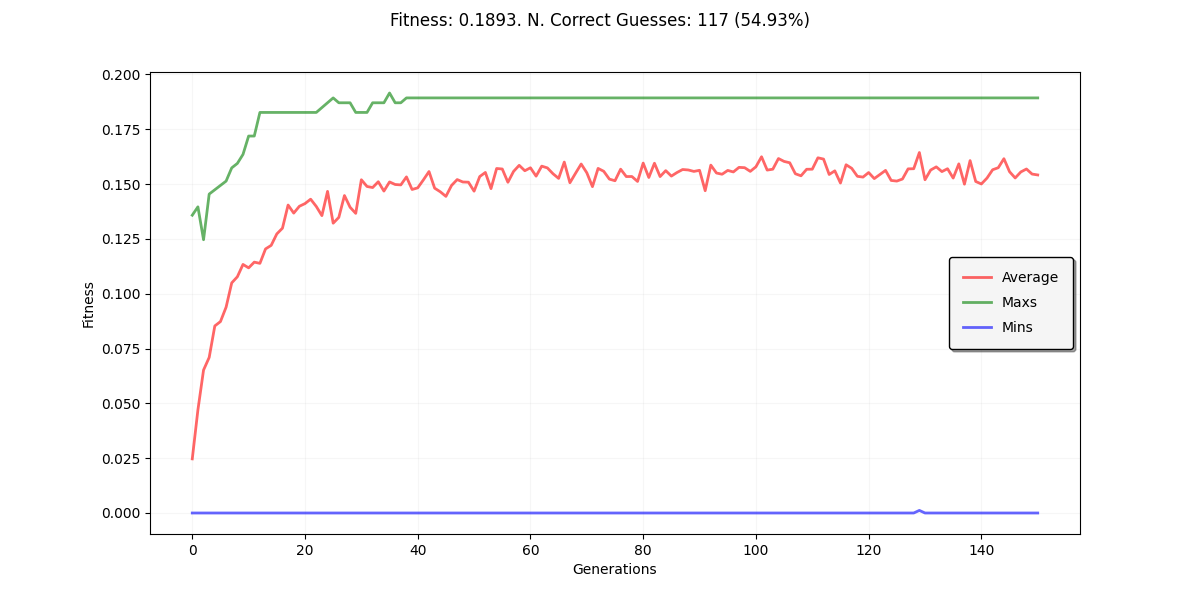 Fitness: 0.1893. N. Correct Guesses: 117 (54.93%)
0.200
0.175
0.150
0.125
0.100
0.075
0.050
0.025
0.000
Fitness
Average
Maxs
Mins
0 20 40 60 80 100 120 140
Generations